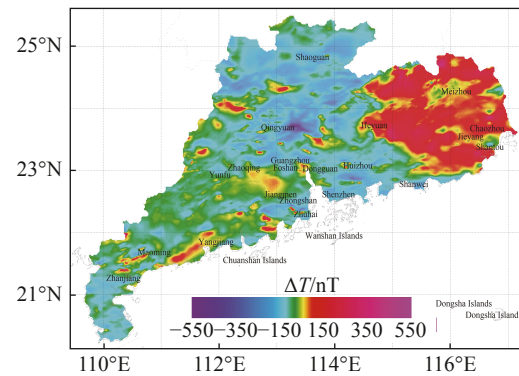 25°N
Shaoguan
Meizhou
Qingyuan
JIeyuan
Chaozhou
Jieyang
Shantou
23°N
Guangzhou
Zhaoqing
Foshan
Dongguan
Huizhou
Yunfu
Shanwei
Jiangmen
Shenzhen
Zhongshan
Zhuhai
Wanshan Islands
Yangjiang
Maoming
Chuanshan Islands
Zhanjiang
21°N
ΔT/nT
Dongsha Islands
Dongsha Island
−550 −350 −150 150 350 550
110°E 112°E 114°E 116°E